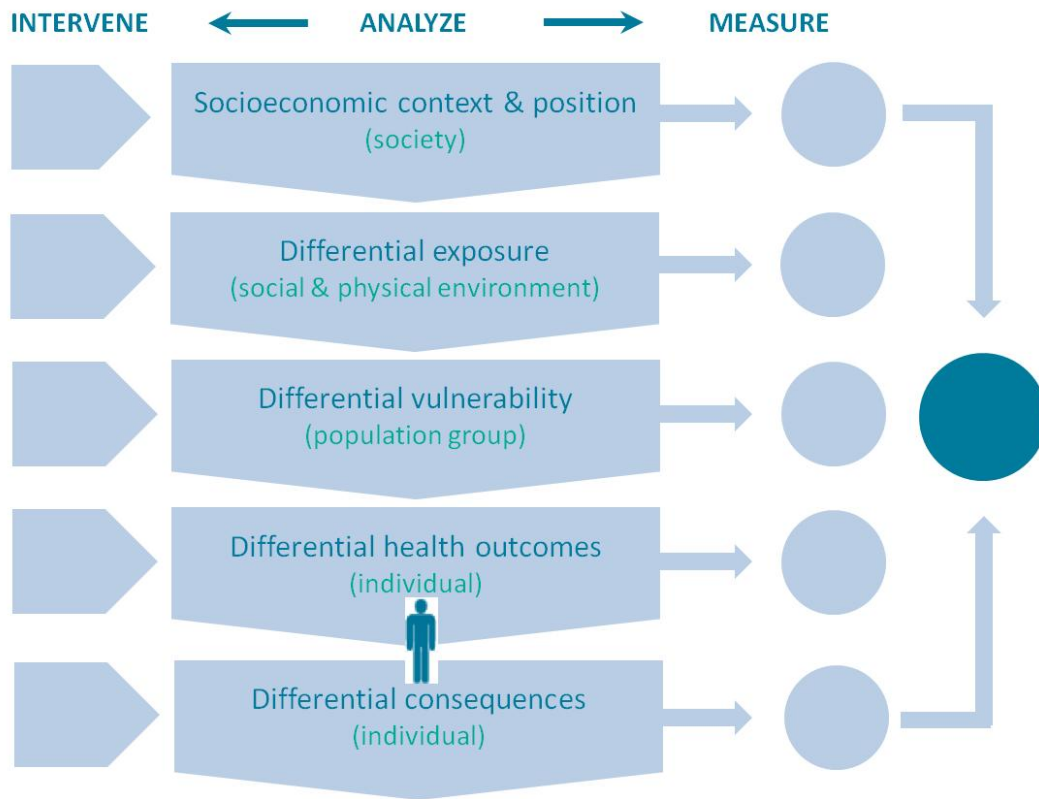 INTERVENE ANALYZE MEASURE
Socioeconomic context & position
(society)
Differential exposure
(social & physical environment)
Differential vulnerability
(population group)
Differential health outcomes
(individual)
Differential consequences
(individual)